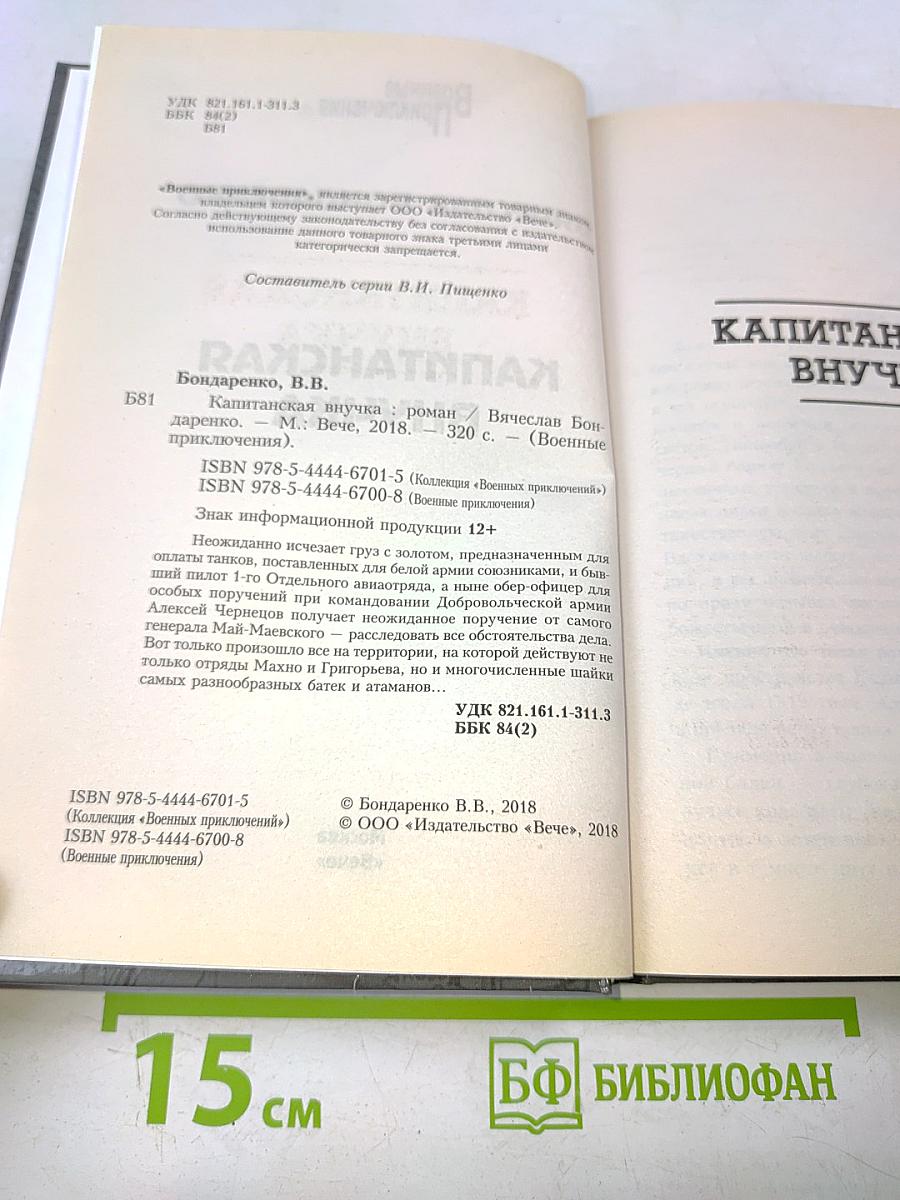 УДК 821.161.1-311.3
ББК 84(2)
Б81
«Военные приключения», является зарегистрированным товарным знаком,
владельцем которого выступает ООО «Издательство «Вече».
Согласно действующему законодательству без согласования с издательством
использование данного товарного знака третьими лицами
категорически запрещается.
Составитель серии В.И. Пищенко
Бондаренко, В.В.
Б81 Капитанская внучка : роман / Вячеслав Бон-
даренко. — М.: Вече, 2018. — 320 с. — (Военные
приключения).
ISBN 978-5-4444-6701-5 (Коллекция «Военных приключений»)
ISBN 978-5-4444-6700-8 (Военные приключения)
Знак информационной продукции 12+
Неожиданно исчезает груз с золотом, предназначенным для
оплаты танков, поставленных для белой армии союзниками, и быв-
ший пилот 1-го Отдельного авиаотряда, а ныне обер-офицер для
особых поручений при командовании Добровольческой армии
Алексей Чернецов получает неожиданное поручение от самого
генерала Май-Маевского — расследовать все обстоятельства дела.
Вот только произошло все на территории, на которой действуют не
только отряды Махно и Григорьева, но и многочисленные шайки
самых разнообразных батек и атаманов...
УДК 821.161.1-311.3
ББК 84(2)
ISBN 978-5-4444-6701-5
(Коллекция «Военных приключений»)
ISBN 978-5-4444-6700-8
(Военные приключения)
© Бондаренко В.В., 2018
© ООО «Издательство «Вече», 2018
КАПИТАН
ВНУЧ
15 см
БФ БИБЛИОФАН